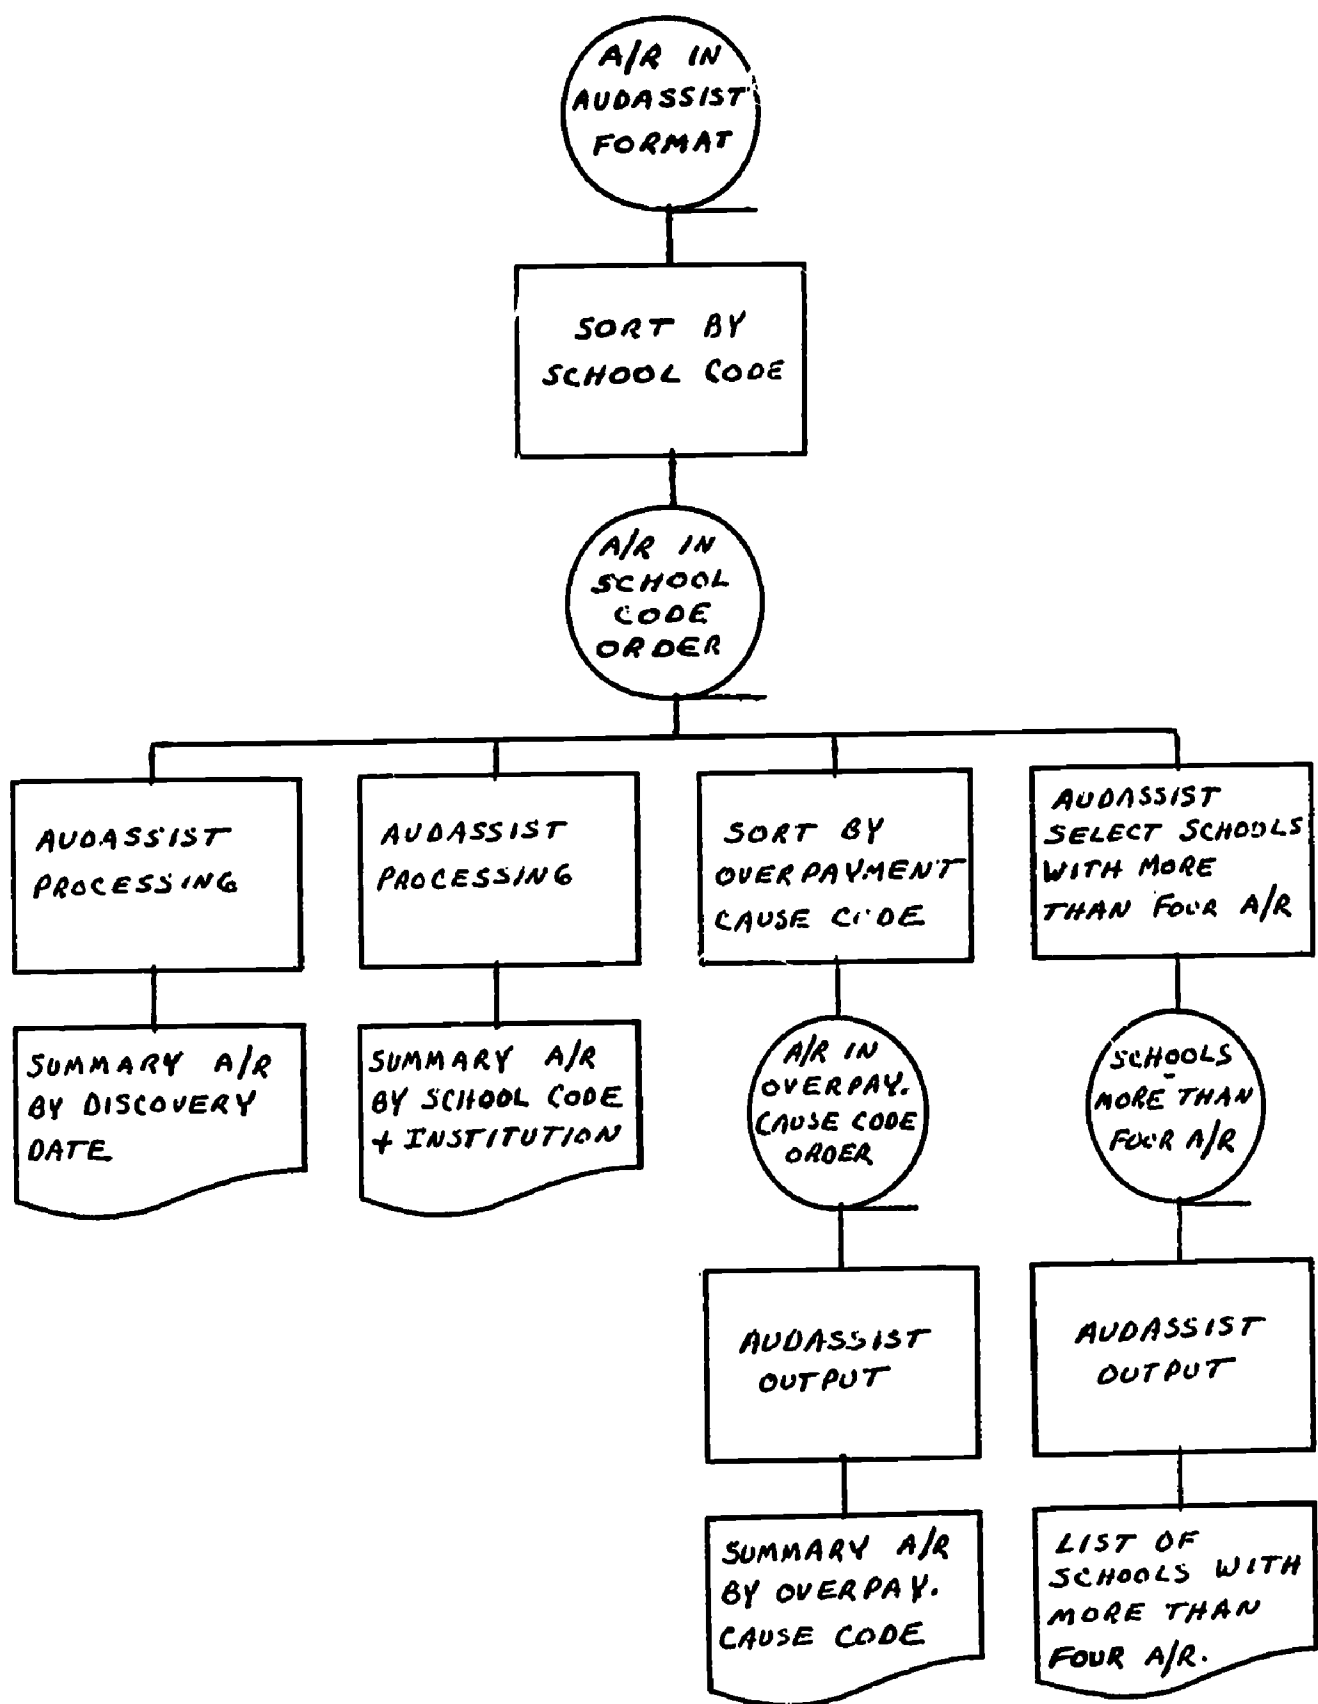 A/R IN
AUDASSIST
FORMAT
SORT BY
SCHOOL CODE
A/R IN
SCHOOL
CODE
ORDER
AUDASSIST
PROCESSING
SUMMARY A/R
BY DISCOVERY
DATE
AUDASSIST
PROCESSING
SUMMARY A/R
BY SCHOOL CODE
+ INSTITUTION
SORT BY
OVERPAYMENT
CAUSE CODE
A/R IN
OVERPAY.
CAUSE CODE
ORDER
AUDASSIST
OUTPUT
SUMMARY A/R
BY OVERPAY.
CAUSE CODE
AUDASSIST
SELECT SCHOOLS
WITH MORE
THAN FOUR A/R
SCHOOLS
-
MORE THAN
FOUR A/R
AUDASSIST
OUTPUT
LIST OF
SCHOOLS WITH
MORE THAN
FOUR A/R.